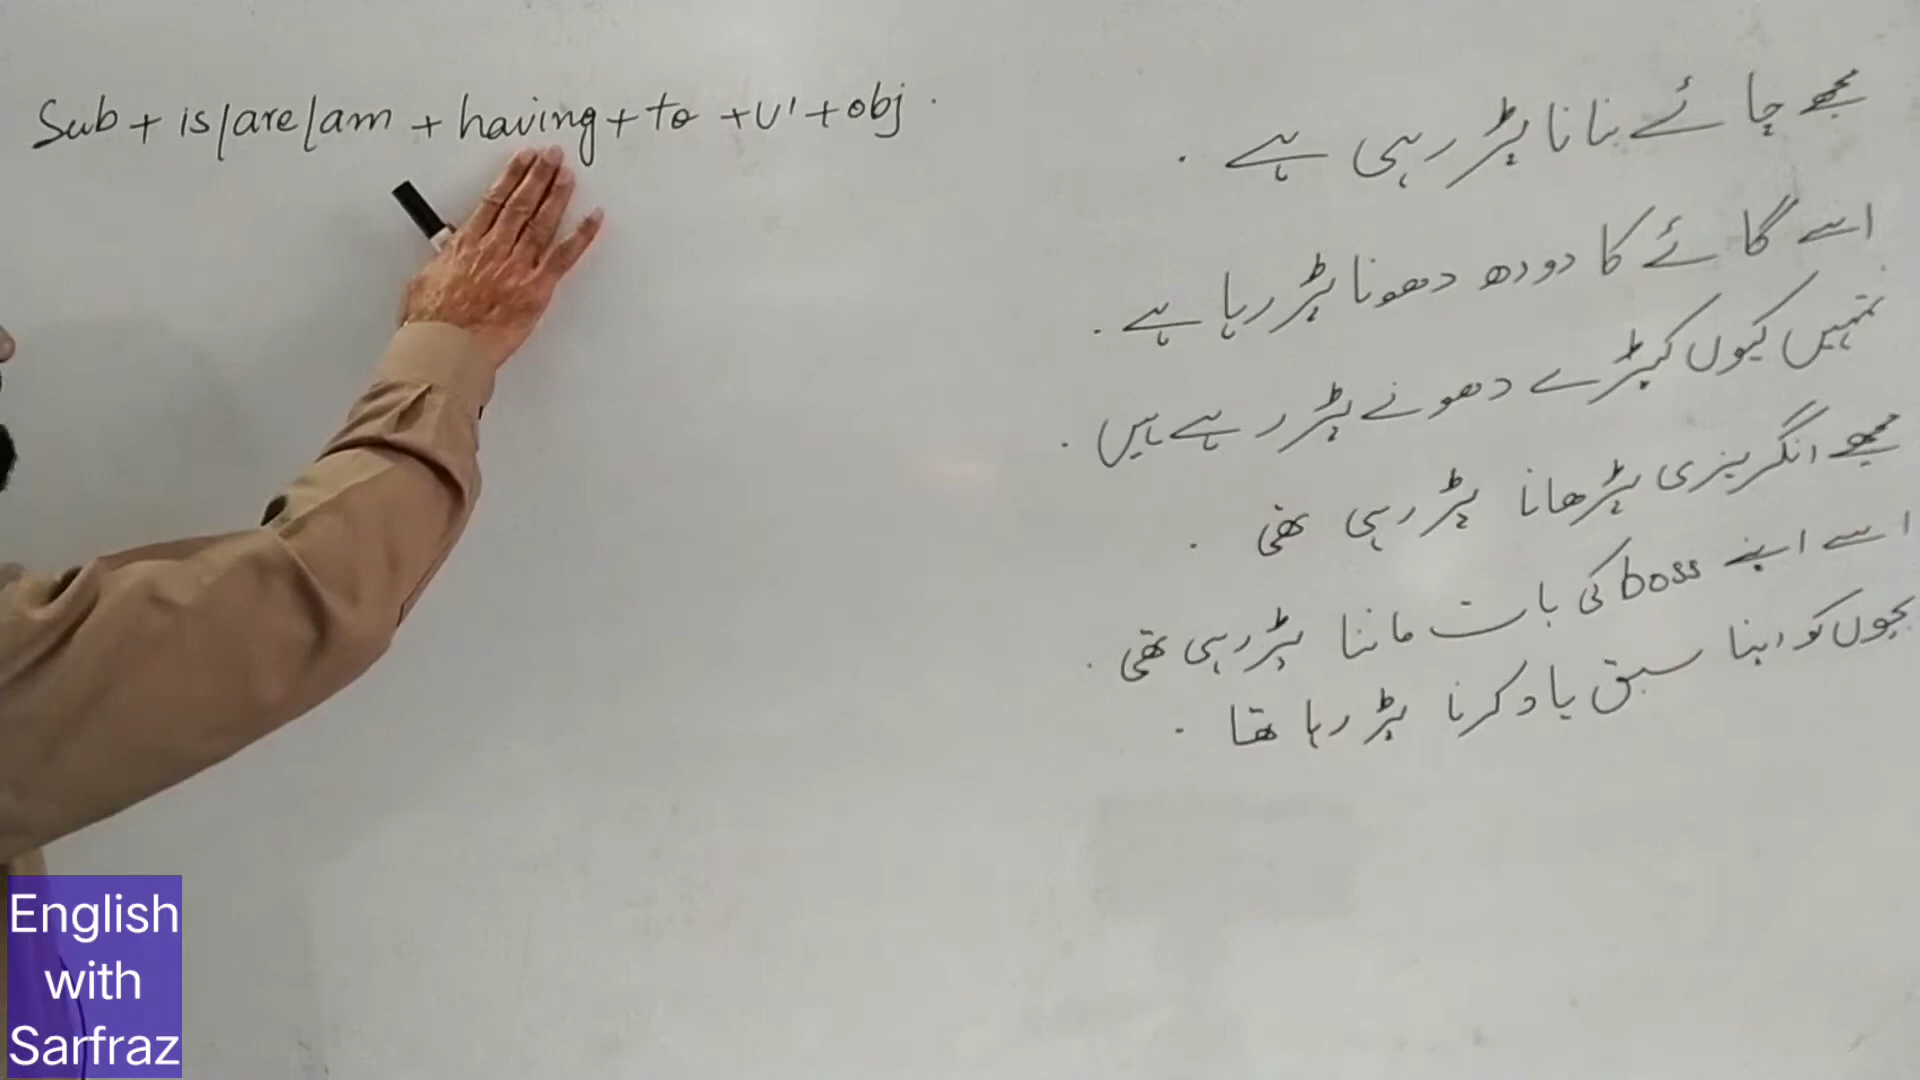 Sub + is/are/am + having + to + v' + obj.
مجھے چائے بنانا پڑ رہی ہے .
اسے گائے کا دودھ دھونا پڑ رہا ہے .
تمہیں کیوں کپڑے دھونے پڑ رہے ہیں .
مجھے انگریزی پڑھانا پڑ رہی تھی .
اسے اپنے boss کی بات ماننا پڑ رہی تھی .
بچوں کو اپنا سبق یاد کرنا پڑ رہا تھا .
English
with
Sarfraz